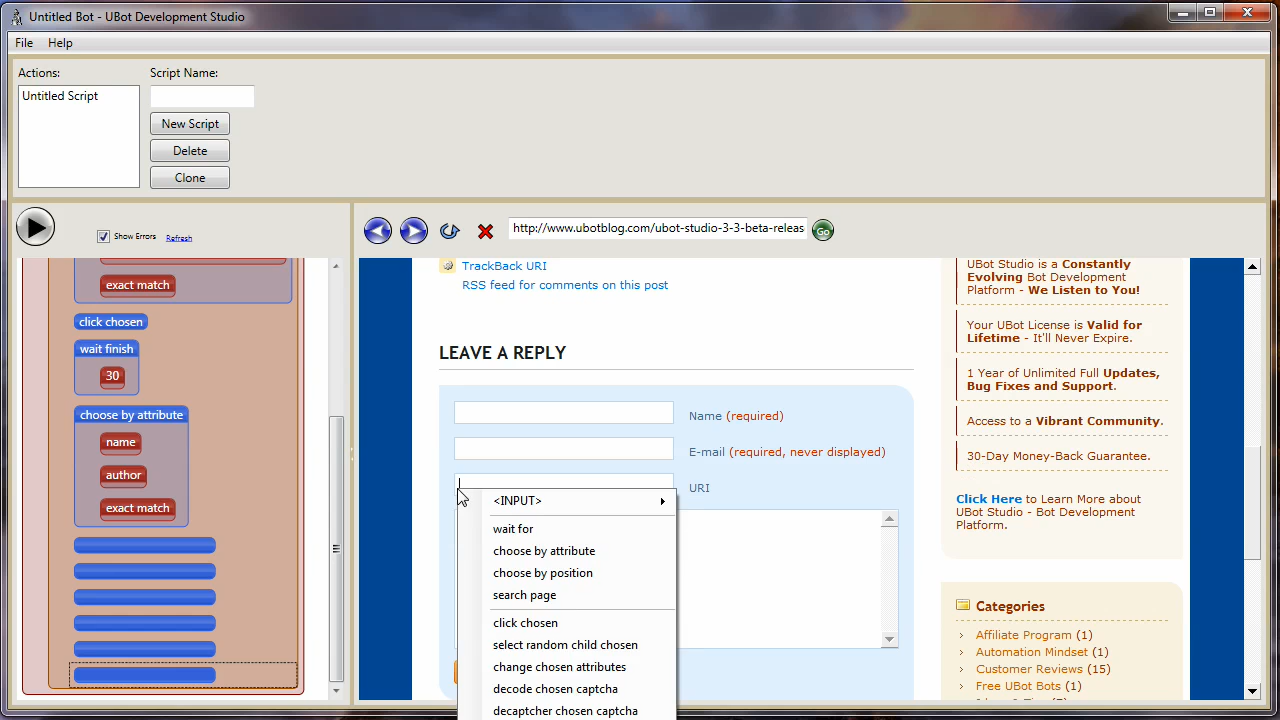 Untitled Bot - UBot Development Studio
File Help
Actions:
Script Name:
Untitled Script
New Script
Delete
Clone
Show Errors
Refresh
http://www.ubotblog.com/ubot-studio-3-3-beta-releas
Go
exact match
click chosen
wait finish
30
choose by attribute
name
author
exact match
TrackBack URI
RSS feed for comments on this post
LEAVE A REPLY
Name (required)
E-mail (required, never displayed)
URI
<INPUT>
wait for
choose by attribute
choose by position
search page
click chosen
select random child chosen
change chosen attributes
decode chosen captcha
decaptcher chosen captcha
UBot Studio is a Constantly
Evolving Bot Development
Platform - We Listen to You!
Your UBot License is Valid for
Lifetime - It'll Never Expire.
1 Year of Unlimited Full Updates,
Bug Fixes and Support.
Access to a Vibrant Community.
30-Day Money-Back Guarantee.
Click Here to Learn More about
UBot Studio - Bot Development
Platform.
Categories
Affiliate Program (1)
Automation Mindset (1)
Customer Reviews (15)
Free UBot Bots (1)